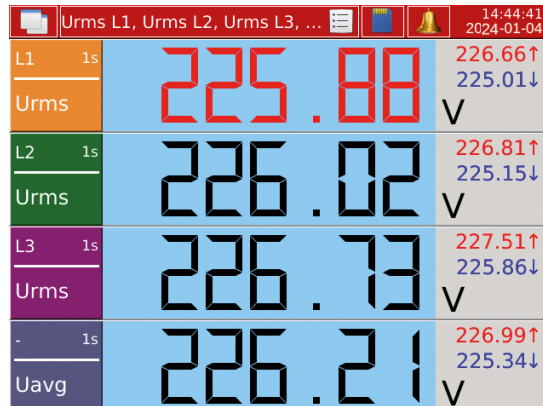 Urms L1, Urms L2, Urms L3, ...
14:44:41
2024-01-04
L1 1s
Urms
225.88
226.66↑
225.01↓
V
L2 1s
Urms
226.02
226.81↑
225.15↓
V
L3 1s
Urms
226.73
227.51↑
225.86↓
V
- 1s
Uavg
226.21
226.99↑
225.34↓
V